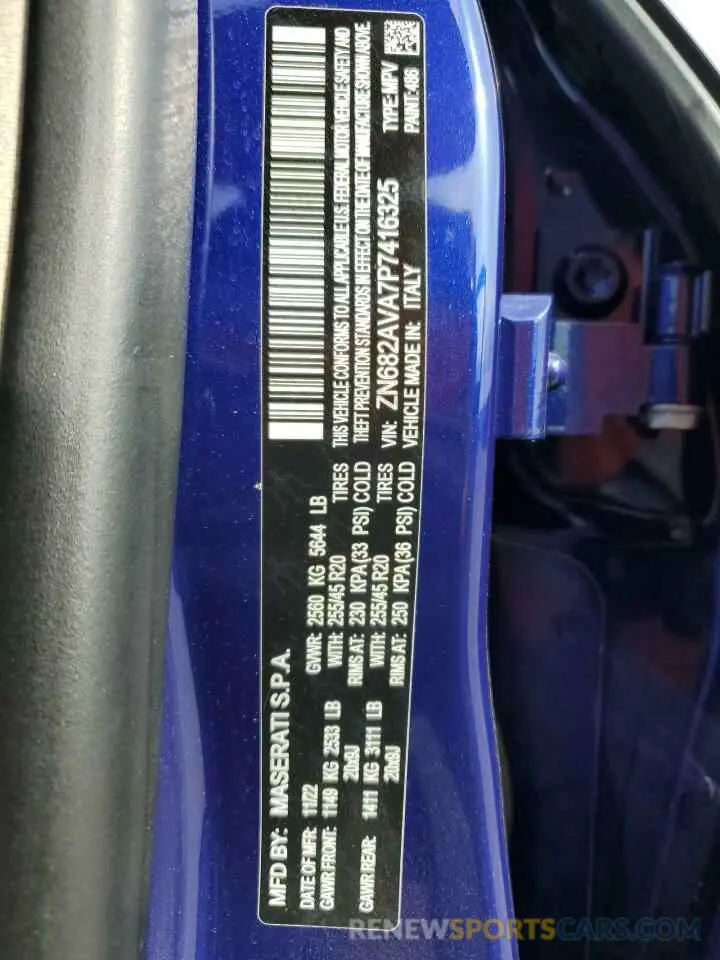 MFD BY: MASERATI S.P.A.
DATE OF MFR: 11/22 GVWR: 2560 KG 5644 LB
GAWR FRONT: 1149 KG 2533 LB WITH: 255/45 R20 TIRES
20x9J RIMS AT: 230 KPA (33 PSI) COLD
GAWR REAR: 1411 KG 3111 LB WITH: 255/45 R20 TIRES
20x9J RIMS AT: 250 KPA (36 PSI) COLD
THIS VEHICLE CONFORMS TO ALL APPLICABLE U.S. FEDERAL MOTOR VEHICLE SAFETY AND
THEFT PREVENTION STANDARDS IN EFFECT ON THE DATE OF MANUFACTURE SHOWN ABOVE.
VIN: ZN682AVA7P7416325 TYPE: MPV
VEHICLE MADE IN: ITALY PAINT: 486
RENEWSPORTSCARS.COM